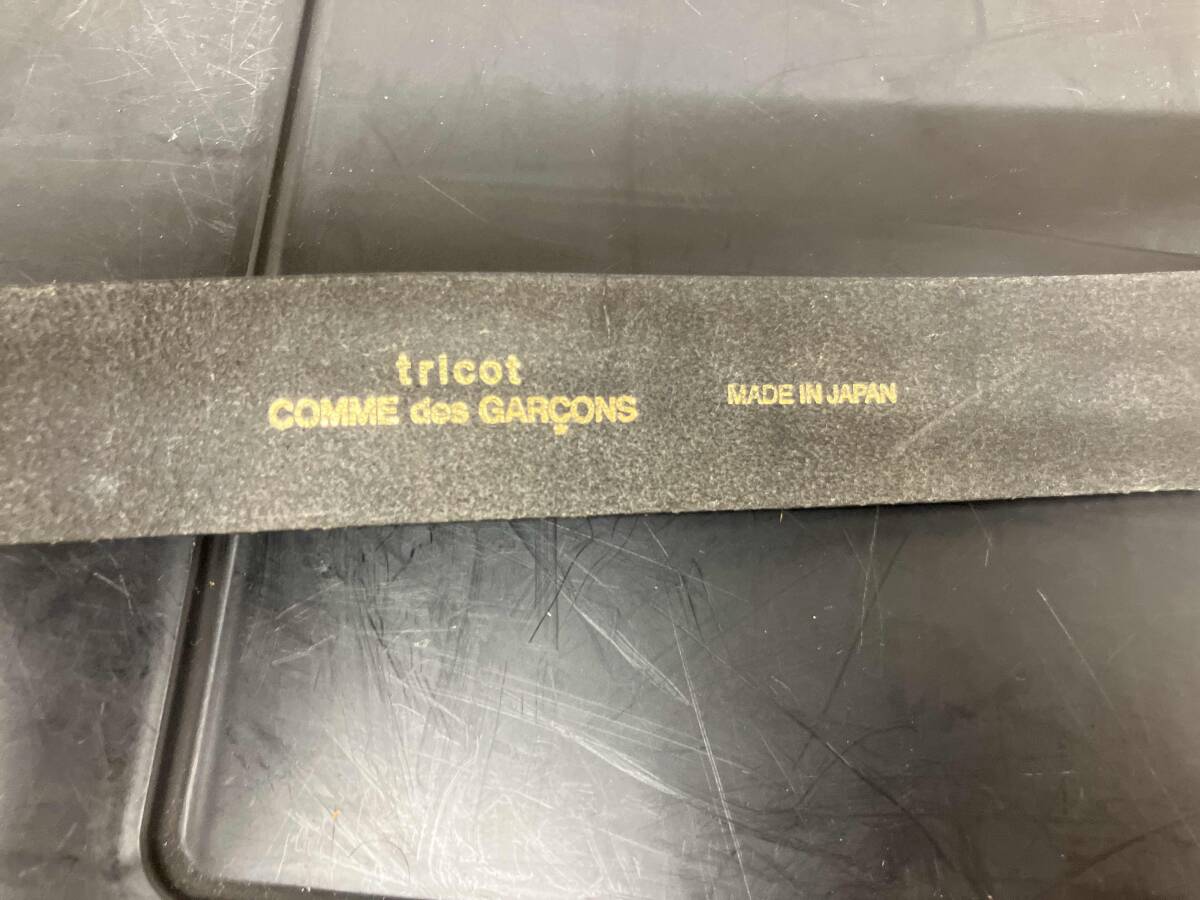 tricot
COMME des GARÇONS
MADE IN JAPAN